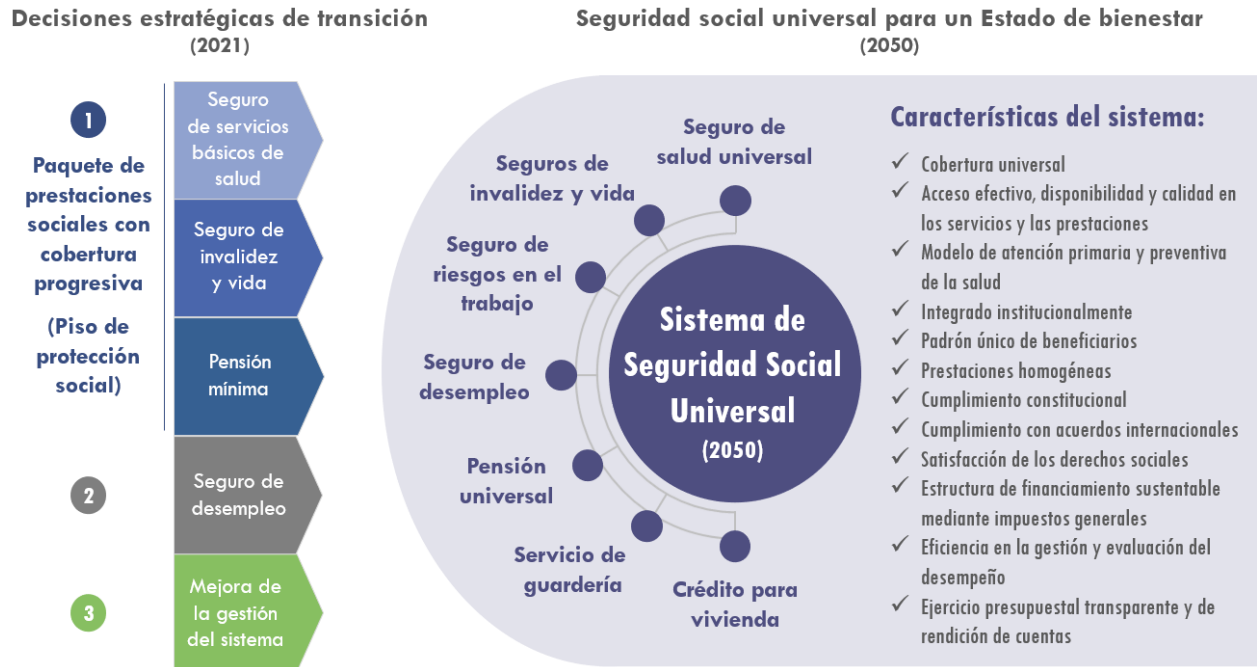 Decisiones estratégicas de transición
(2021)
1
Paquete de
prestaciones
sociales con
cobertura
progresiva
(Piso de
protección
social)
Seguro
de servicios
básicos de
salud
Seguro de
invalidez
y vida
Pensión
mínima
2
Seguro de
desempleo
3
Mejora de
la gestión
del sistema
Seguridad social universal para un Estado de bienestar
(2050)
Seguro de
salud universal
Seguros de
invalidez y vida
Seguro de
riesgos en el
trabajo
Seguro de
desempleo
Pensión
universal
Servicio de
guardería
Crédito para
vivienda
Sistema de
Seguridad Social
Universal
(2050)
Características del sistema:
✓ Cobertura universal
✓ Acceso efectivo, disponibilidad y calidad en
los servicios y las prestaciones
✓ Modelo de atención primaria y preventiva
de la salud
✓ Integrado institucionalmente
✓ Padrón único de beneficiarios
✓ Prestaciones homogéneas
✓ Cumplimiento constitucional
✓ Cumplimiento con acuerdos internacionales
✓ Satisfacción de los derechos sociales
✓ Estructura de financiamiento sustentable
mediante impuestos generales
✓ Eficiencia en la gestión y evaluación del
desempeño
✓ Ejercicio presupuestal transparente y de
rendición de cuentas